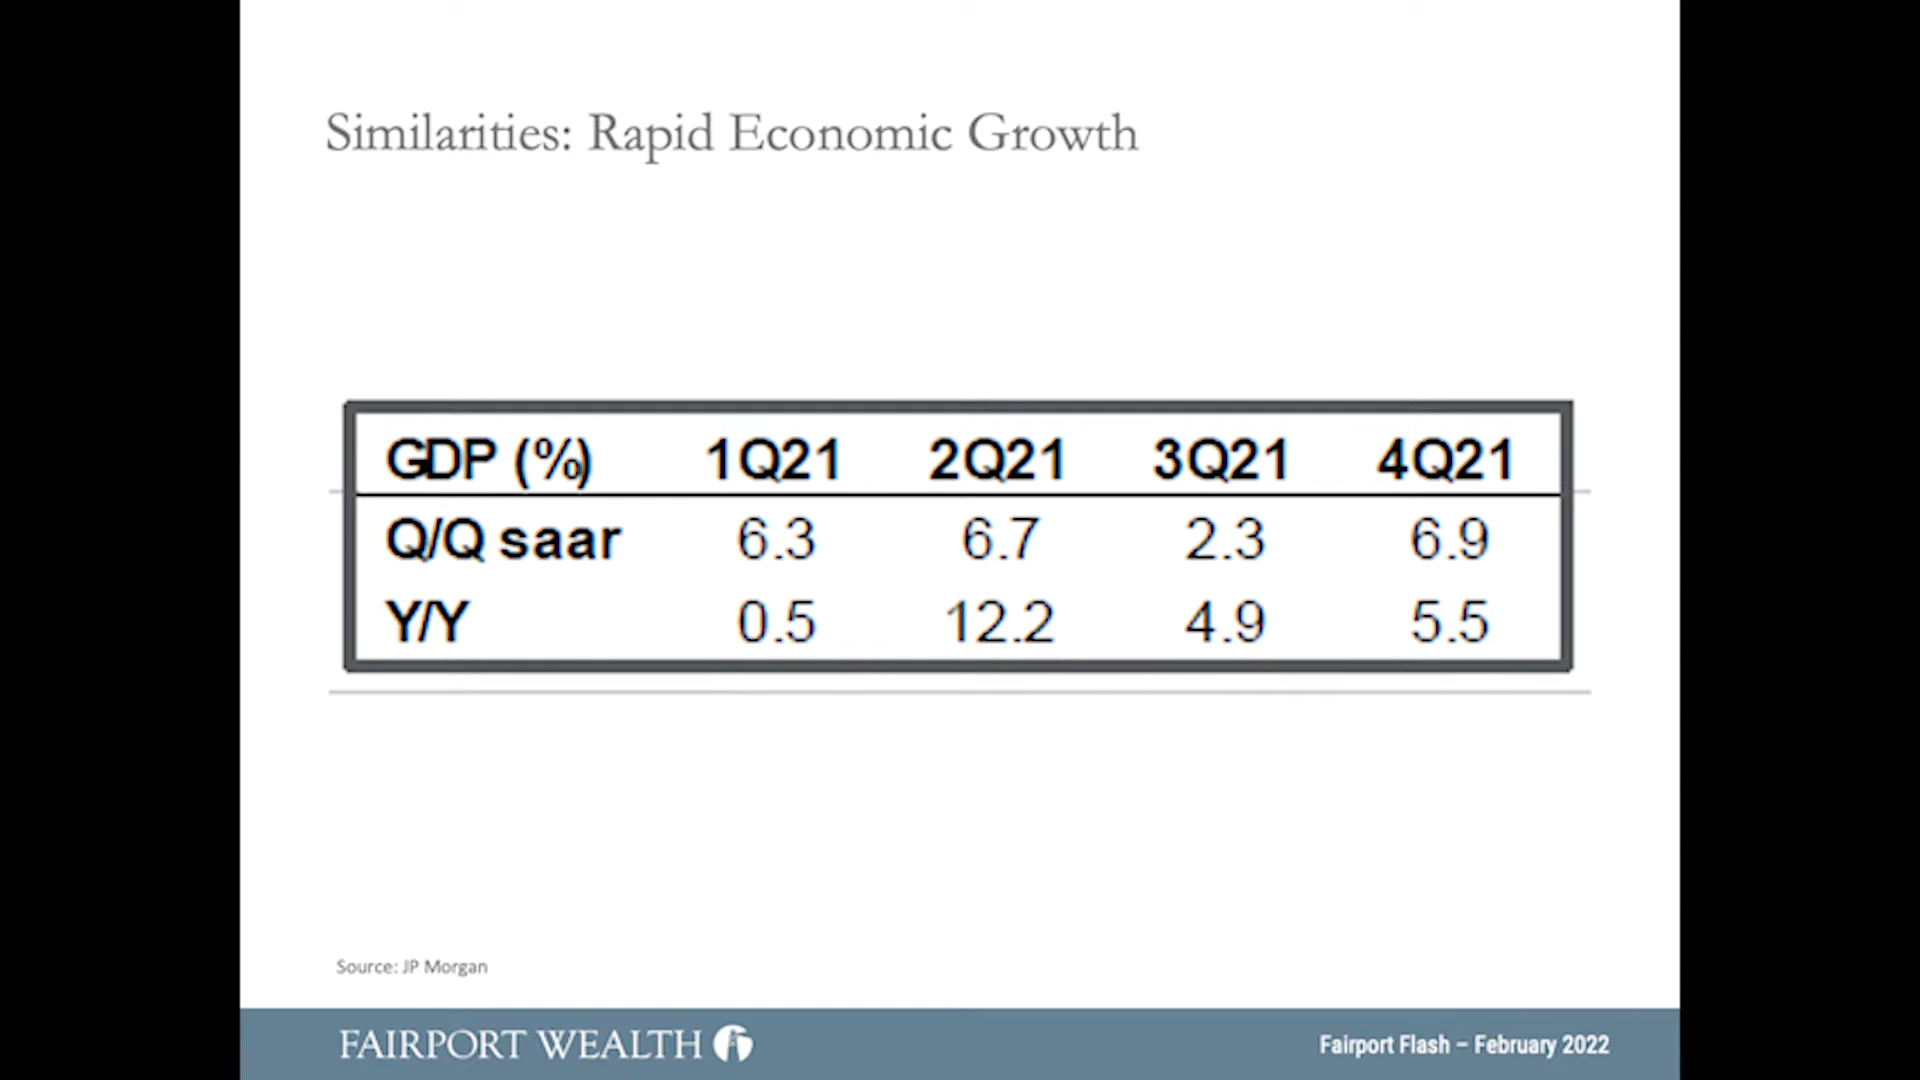 Similarities: Rapid Economic Growth
GDP (%) 1Q21 2Q21 3Q21 4Q21
Q/Q saar 6.3 6.7 2.3 6.9
Y/Y 0.5 12.2 4.9 5.5
Source: JP Morgan
FAIRPORT WEALTH
Fairport Flash – February 2022